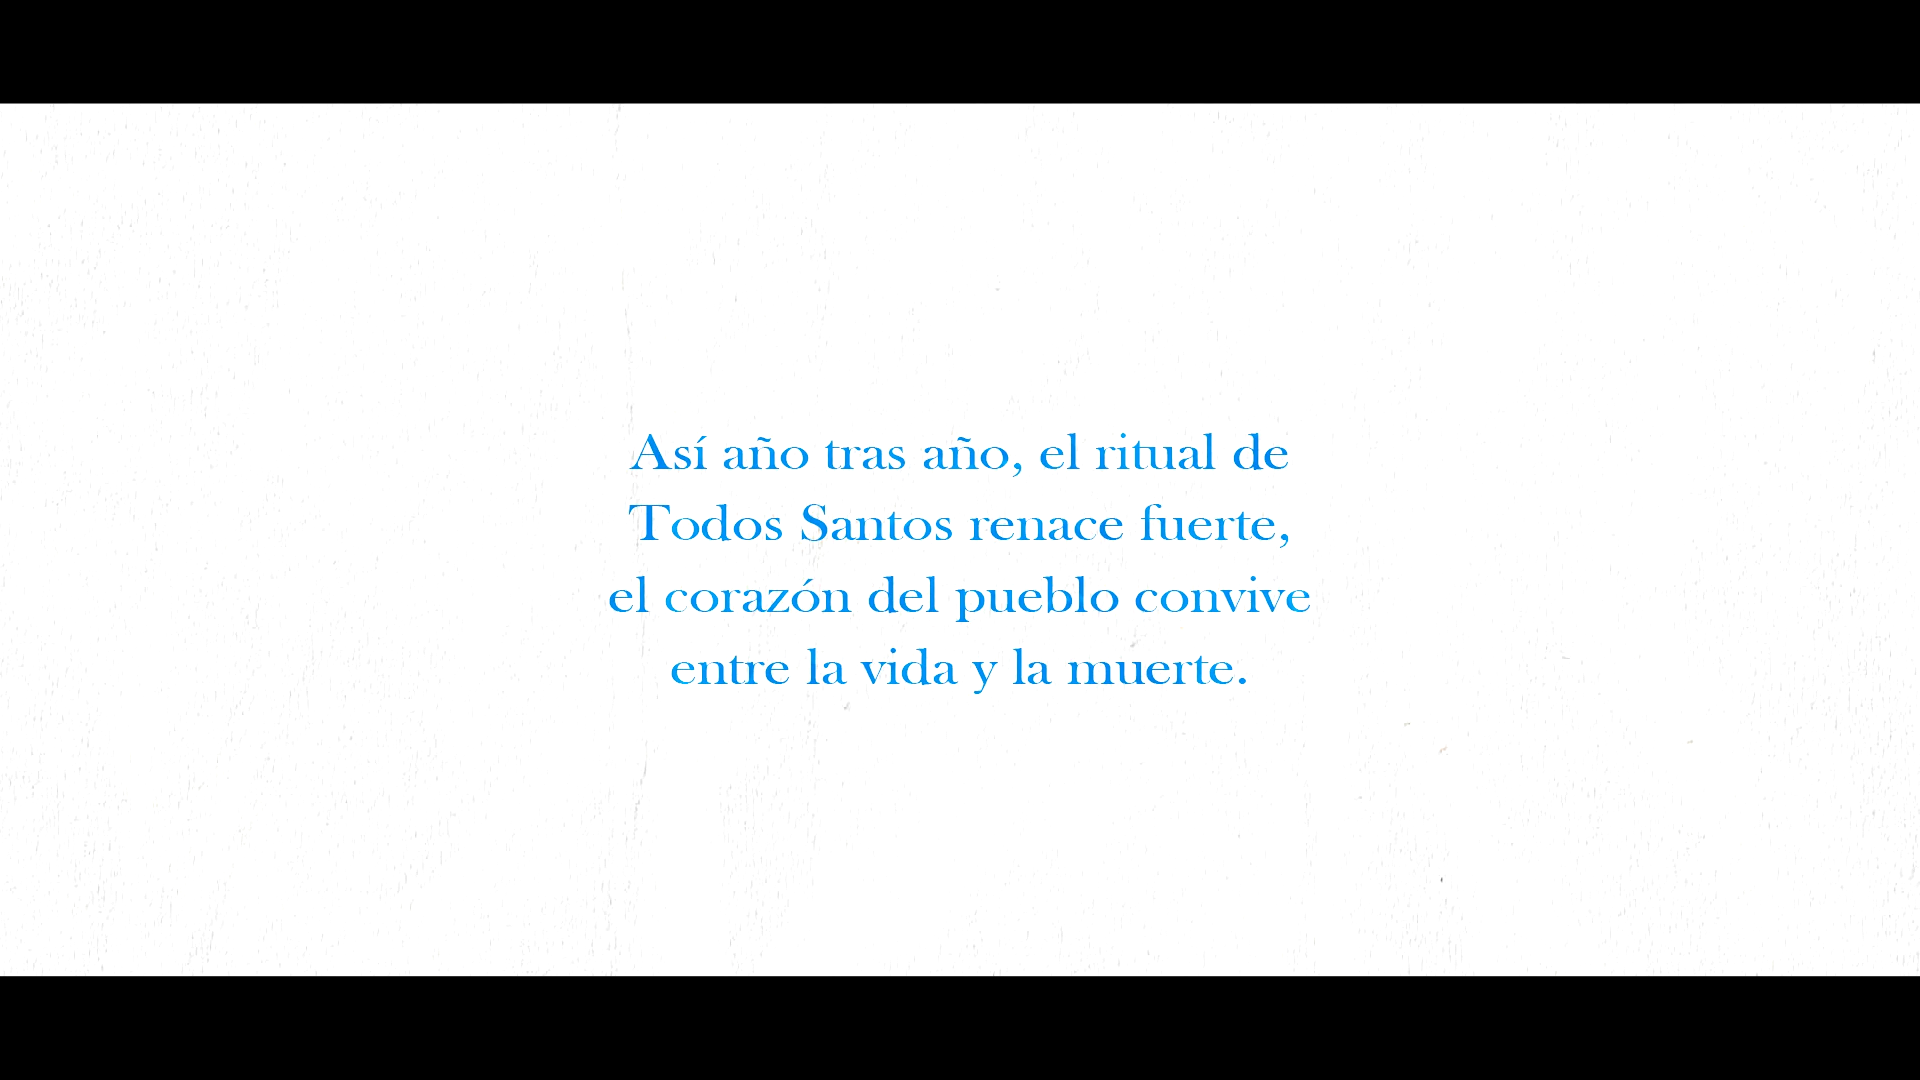 Así año tras año, el ritual de
Todos Santos renace fuerte,
el corazón del pueblo convive
entre la vida y la muerte.